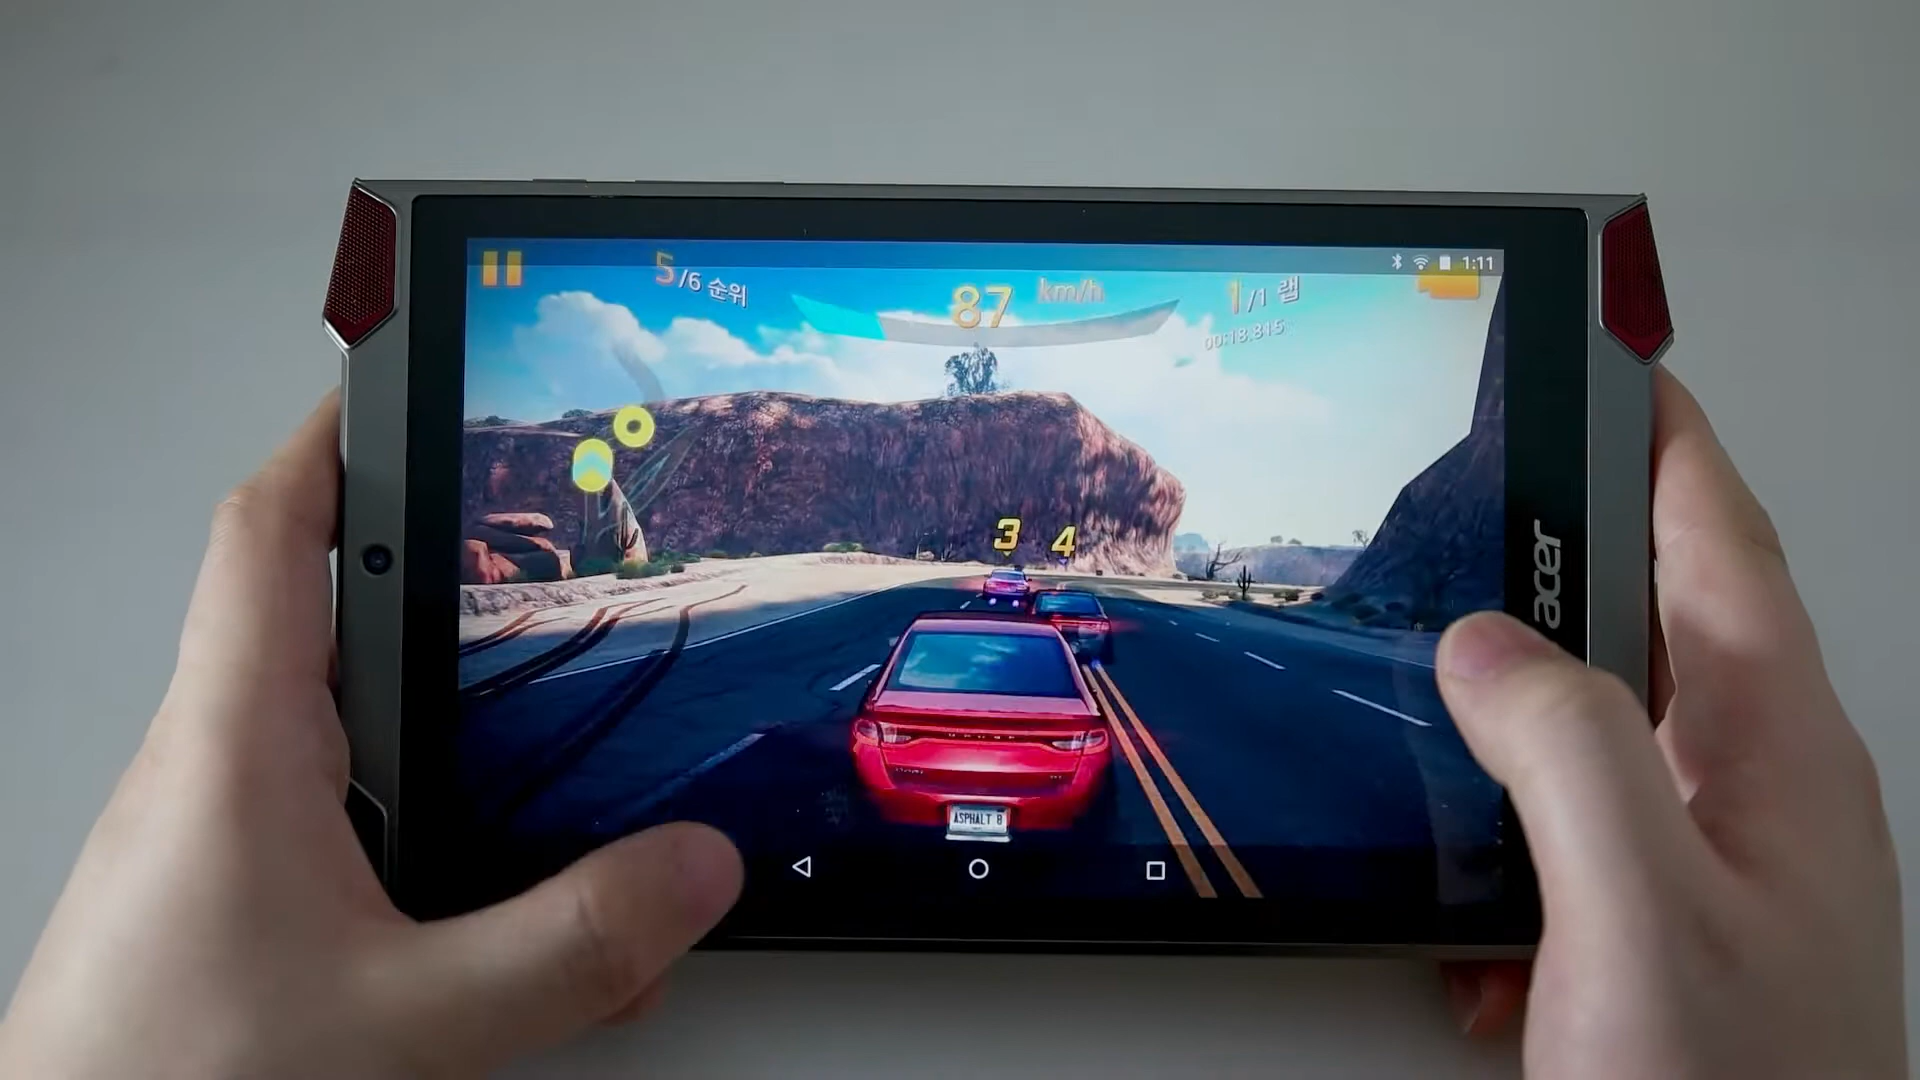 5/6 순위
87 km/h
1/1 랩
00:18.815
1:11
3
4
acer
ASPHALT 8